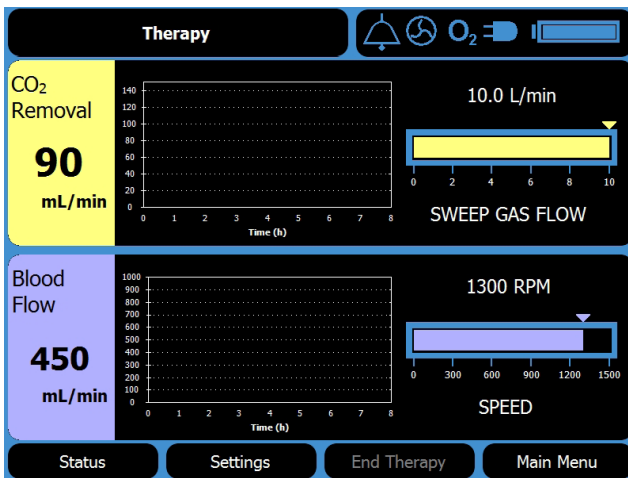 Therapy
O₂
CO₂
Removal
90
mL/min
140
120
100
80
60
40
20
0
0 1 2 3 4 5 6 7 8
Time (h)
10.0 L/min
0 2 4 6 8 10
SWEEP GAS FLOW
Blood
Flow
450
mL/min
1000
900
800
700
600
500
400
300
200
100
0
0 1 2 3 4 5 6 7 8
Time (h)
1300 RPM
0 300 600 900 1200 1500
SPEED
Status
Settings
End Therapy
Main Menu